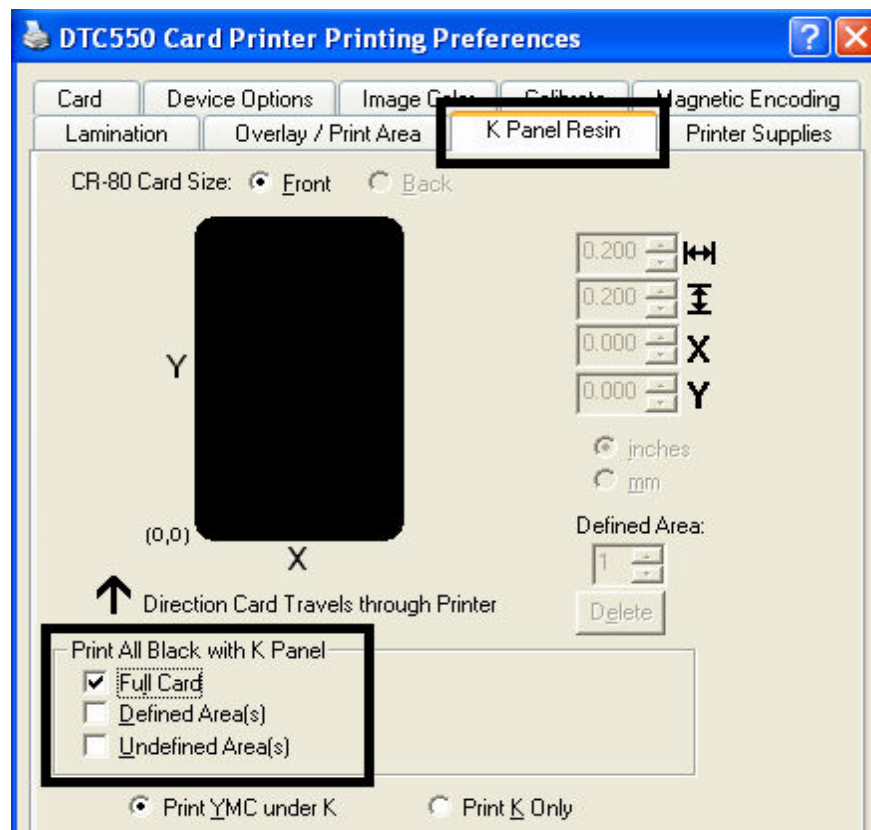 DTC550 Card Printer Printing Preferences
Card Device Options Image Color Calibrate Magnetic Encoding
Lamination Overlay / Print Area K Panel Resin Printer Supplies
CR-80 Card Size: Front Back
0.200
0.200
0.000 X
Y
0.000 Y
inches
mm
(0,0)
X
Defined Area:
1
Direction Card Travels through Printer
Delete
Print All Black with K Panel
Full Card
Defined Area(s)
Undefined Area(s)
Print YMC under K Print K Only